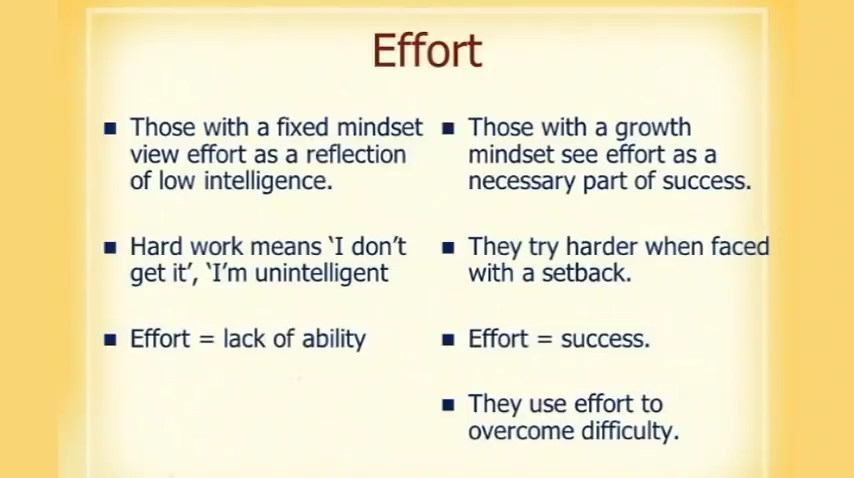 Effort
Those with a fixed mindset
view effort as a reflection
of low intelligence.
Hard work means ‘I don’t
get it’, ‘I’m unintelligent
Effort = lack of ability
Those with a growth
mindset see effort as a
necessary part of success.
They try harder when faced
with a setback.
Effort = success.
They use effort to
overcome difficulty.